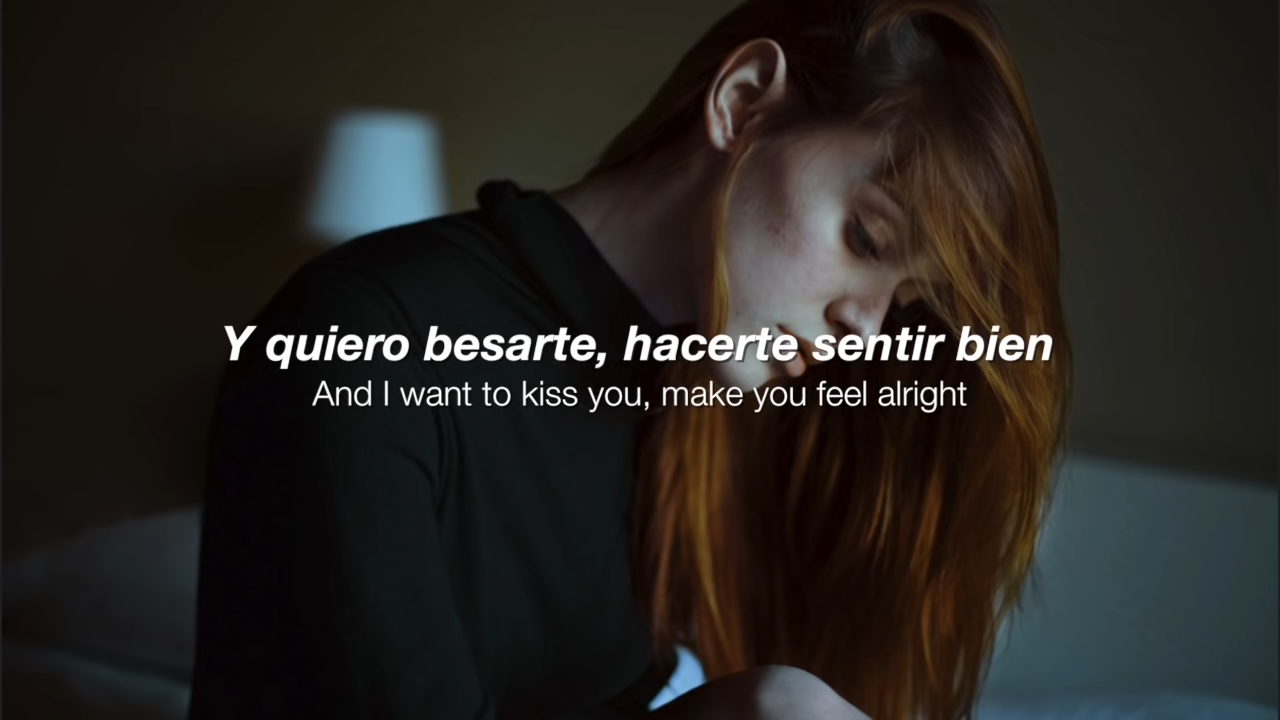 Y quiero besarte, hacerte sentir bien
And I want to kiss you, make you feel alright